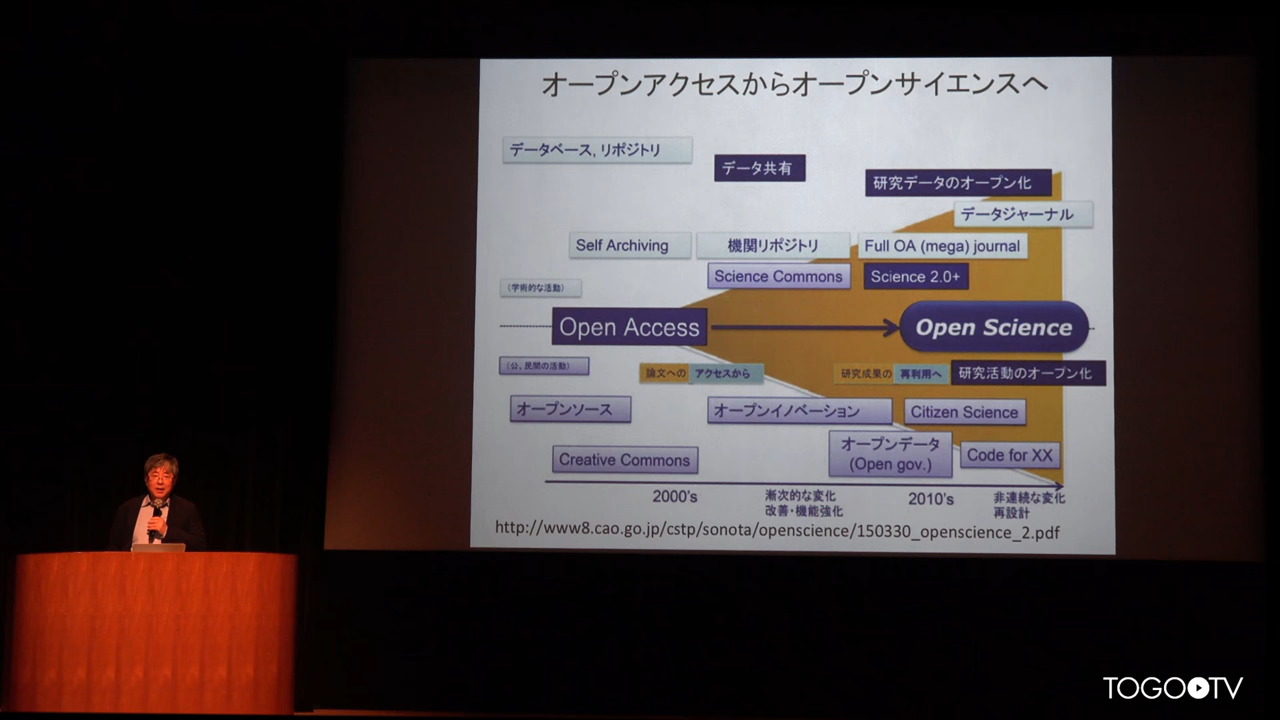 オープンアクセスからオープンサイエンスへ
データベース, リポジトリ
データ共有
研究データのオープン化
データジャーナル
Self Archiving
機関リポジトリ
Full OA (mega) journal
Science Commons
Science 2.0+
（学術的な活動）
Open Access
Open Science
（公、民間の活動）
論文への アクセスから
研究成果の 再利用へ
研究活動のオープン化
オープンソース
オープンイノベーション
Citizen Science
オープンデータ
(Open gov.)
Creative Commons
Code for XX
2000's
漸次的な変化
改善・機能強化
2010's
非連続な変化
再設計
http://www8.cao.go.jp/cstp/sonota/openscience/150330_openscience_2.pdf
TOGOTV